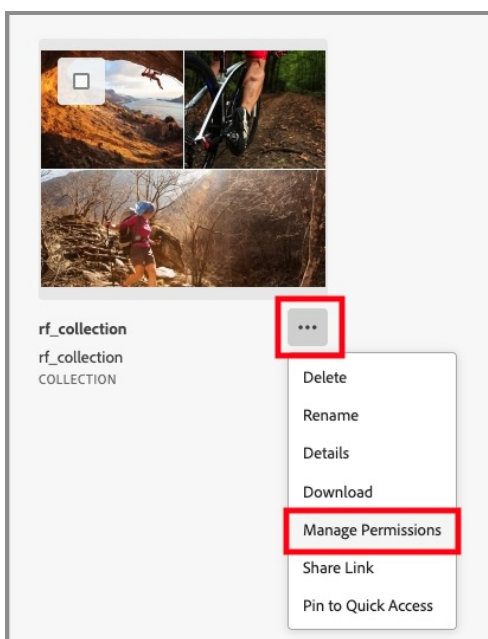 rf_collection
rf_collection
COLLECTION
Delete
Rename
Details
Download
Manage Permissions
Share Link
Pin to Quick Access